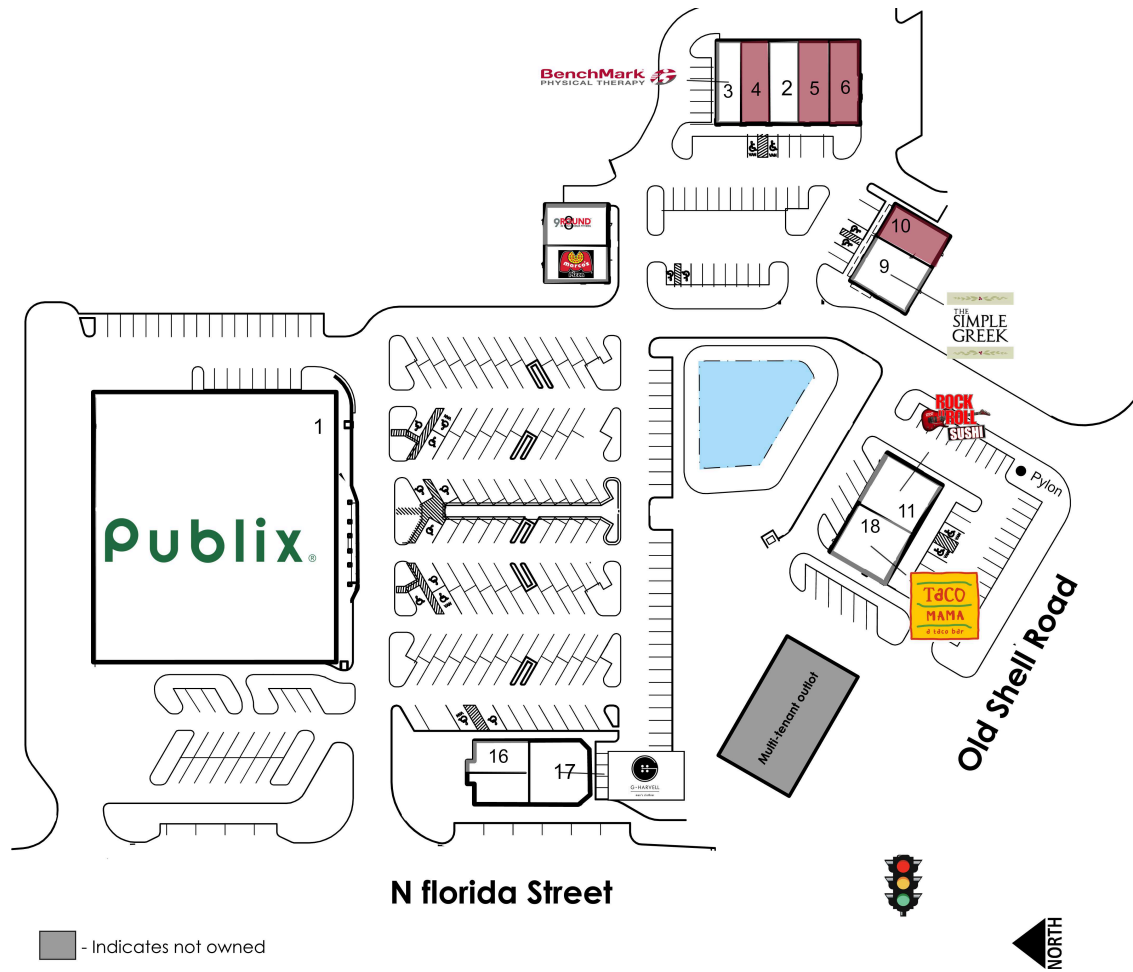 BenchMark
PHYSICAL THERAPY
3
4
2
5
6
9ROUND
8
10
9
THE
SIMPLE
GREEK
ROCK
N
ROLL
SUSHI
Pylon
1
Publix®
11
18
TaCO
MAMA
a taco bar
Old Shell Road
Multi-tenant outlot
16
17
G·HARVELL
N florida Street
- Indicates not owned
NORTH